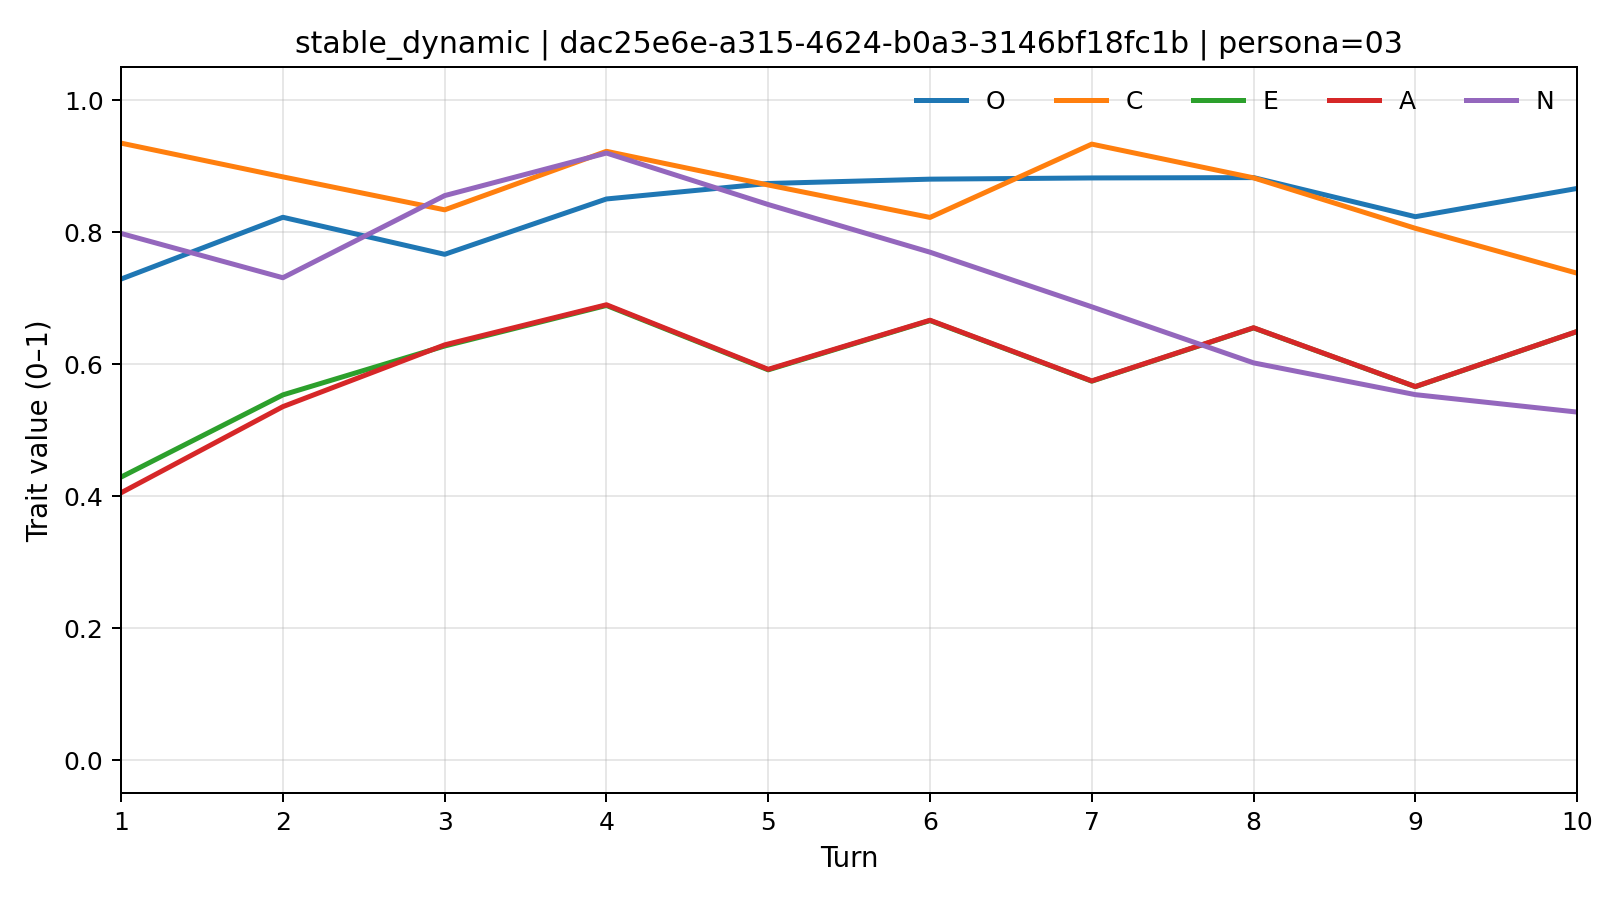 stable_dynamic | dac25e6e-a315-4624-b0a3-3146bf18fc1b | persona=03
O C E A N
Trait value (0–1)
1.0
0.8
0.6
0.4
0.2
0.0
1 2 3 4 5 6 7 8 9 10
Turn